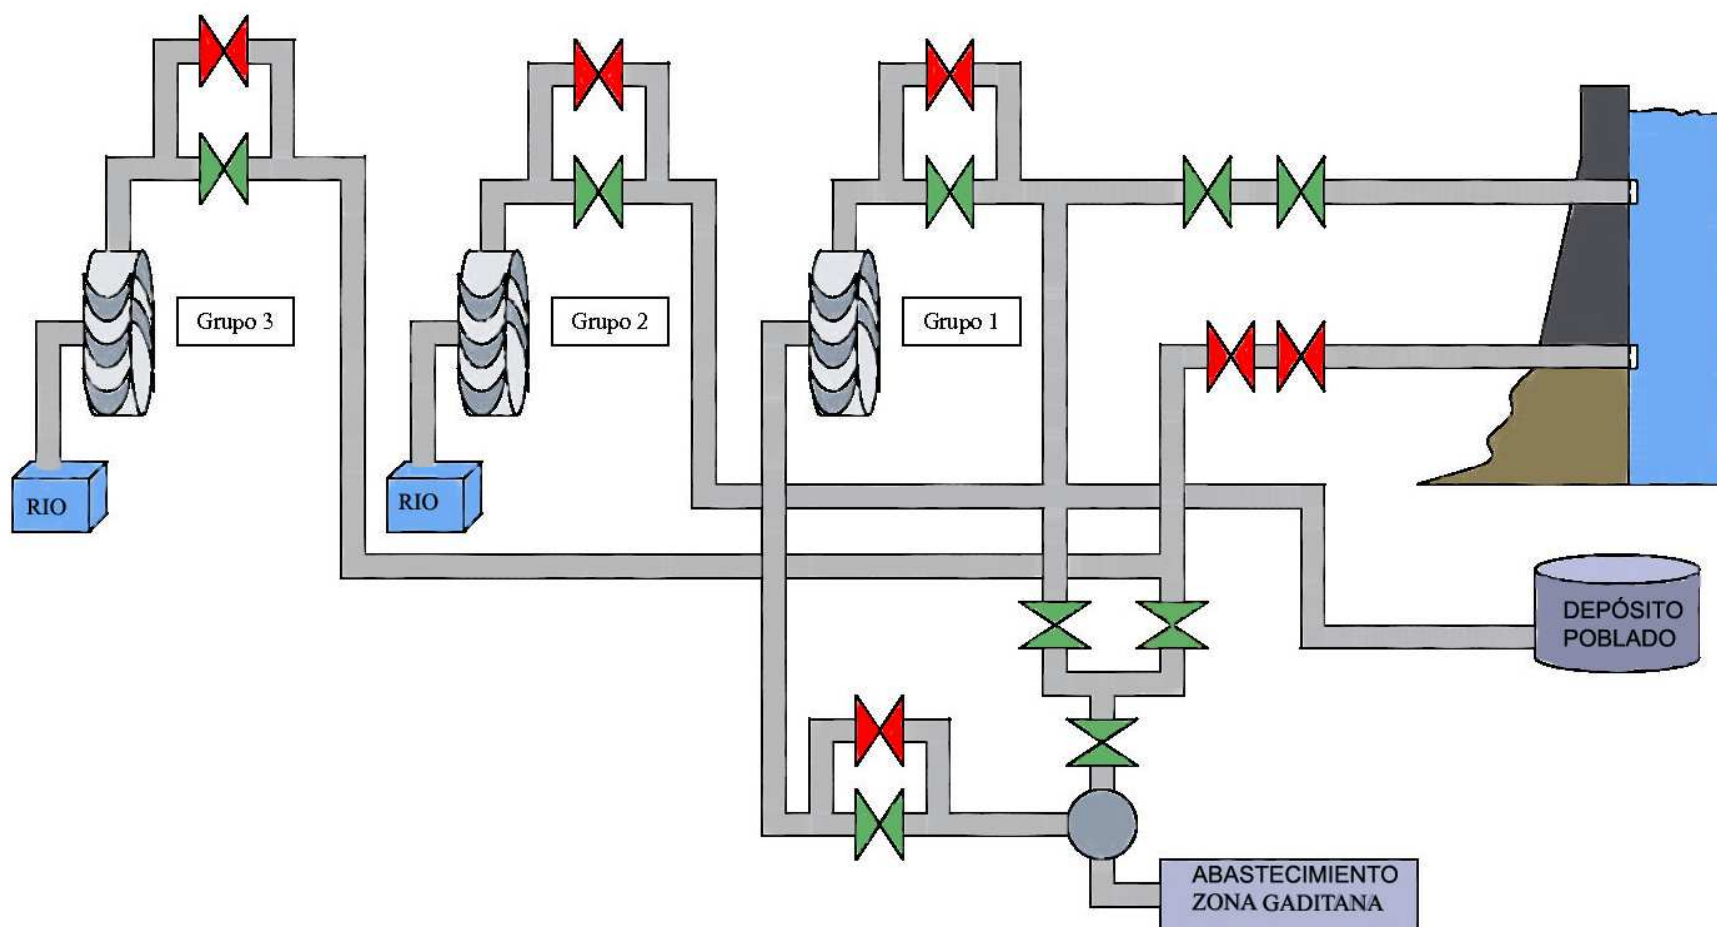 Grupo 3
Grupo 2
Grupo 1
RIO
RIO
DEPÓSITO
POBLADO
ABASTECIMIENTO
ZONA GADITANA